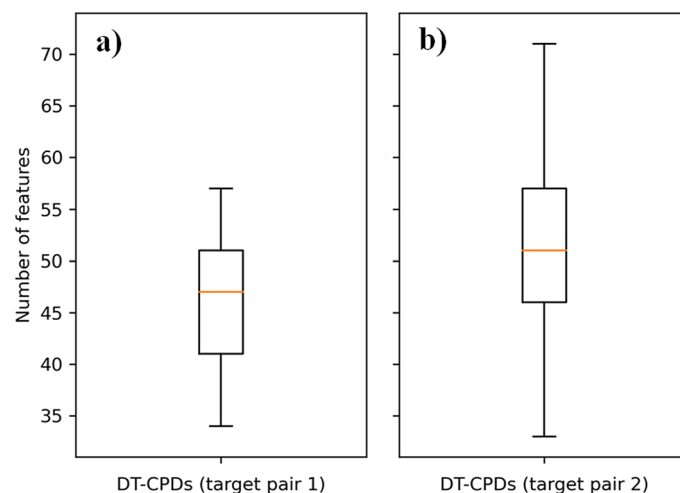 a)
b)
70
65
60
55
50
45
40
35
Number of features
DT-CPDs (target pair 1)
DT-CPDs (target pair 2)